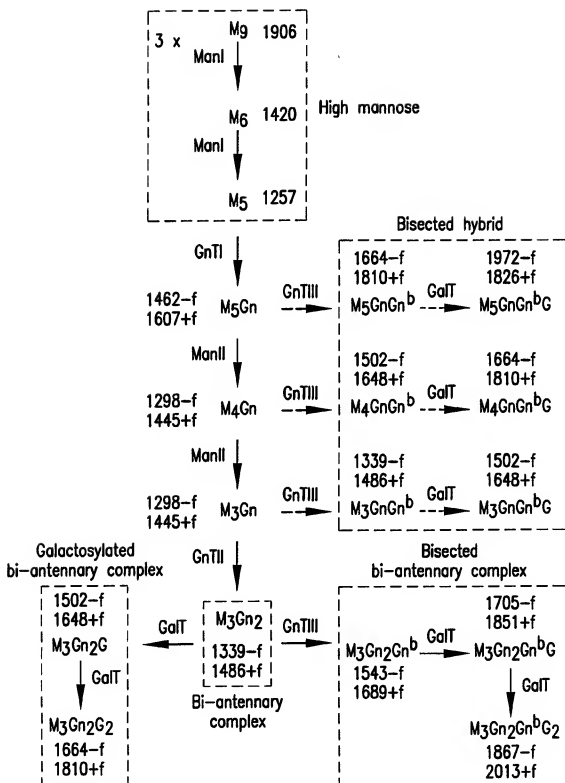 3 x
M9 1906
ManI
M6 1420
ManI
M5 1257
High mannose
GnTI
Bisected hybrid
1462-f
1607+f
M5Gn
GnTIII
1664-f
1810+f
M5GnGnb
GalT
1972-f
1826+f
M5GnGnbG
ManII
1298-f
1445+f
M4Gn
GnTIII
1502-f
1648+f
M4GnGnb
GalT
1664-f
1810+f
M4GnGnbG
ManII
1298-f
1445+f
M3Gn
GnTIII
1339-f
1486+f
M3GnGnb
GalT
1502-f
1648+f
M3GnGnbG
GnTII
Galactosylated
bi-antennary complex
1502-f
1648+f
M3Gn2G
GalT
M3Gn2G2
1664-f
1810+f
GalT
M3Gn2
1339-f
1486+f
Bi-antennary
complex
GnTIII
Bisected
bi-antennary complex
M3Gn2Gnb
1543-f
1689+f
GalT
1705-f
1851+f
M3Gn2GnbG
GalT
M3Gn2GnbG2
1867-f
2013+f